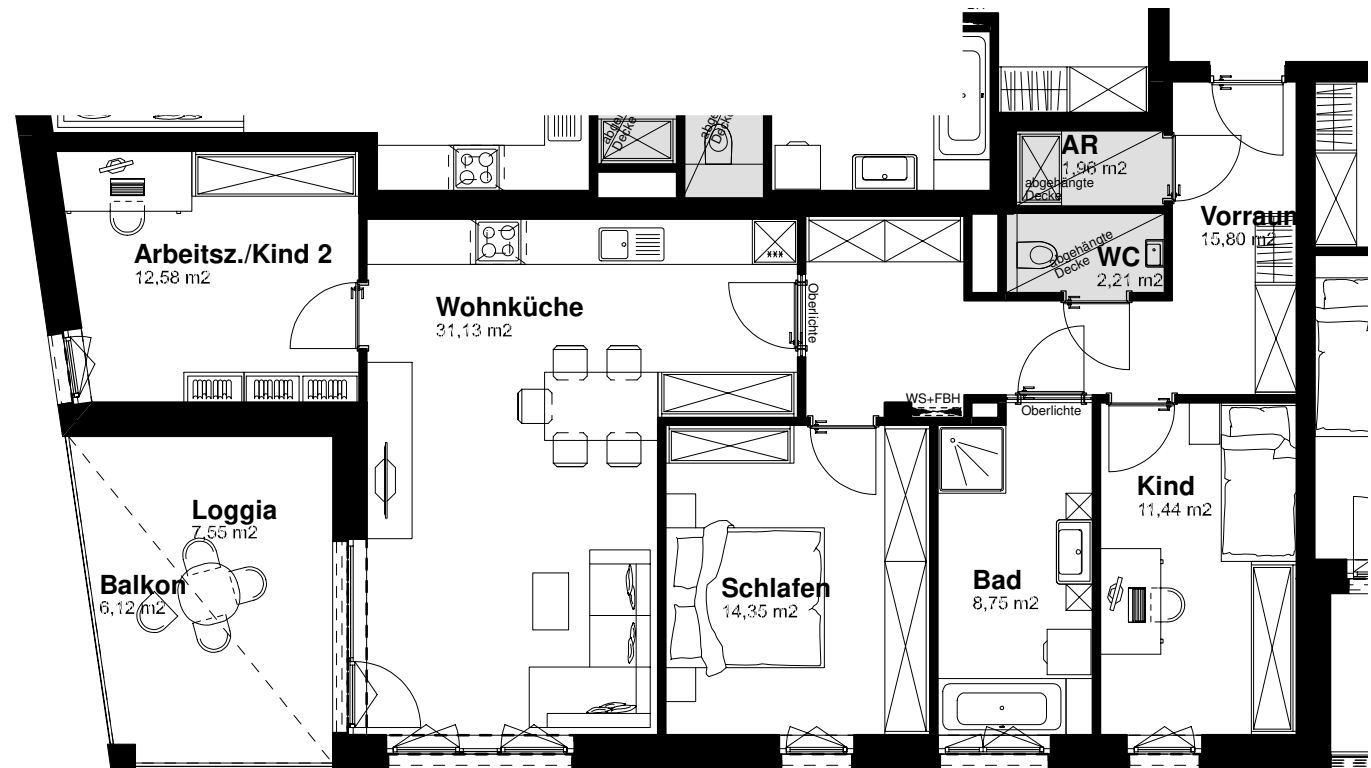 abgehängte
Decke
AR
1,96 m2
abgehängte
Decke
Vorraum
15,80 m2
abgehängte
Decke
WC
2,21 m2
Arbeitsz./Kind 2
12,58 m2
Wohnküche
31,13 m2
Oberlichte
WS+FBH
Oberlichte
Loggia
7,55 m2
Balkon
6,12 m2
Schlafen
14,35 m2
Bad
8,75 m2
Kind
11,44 m2